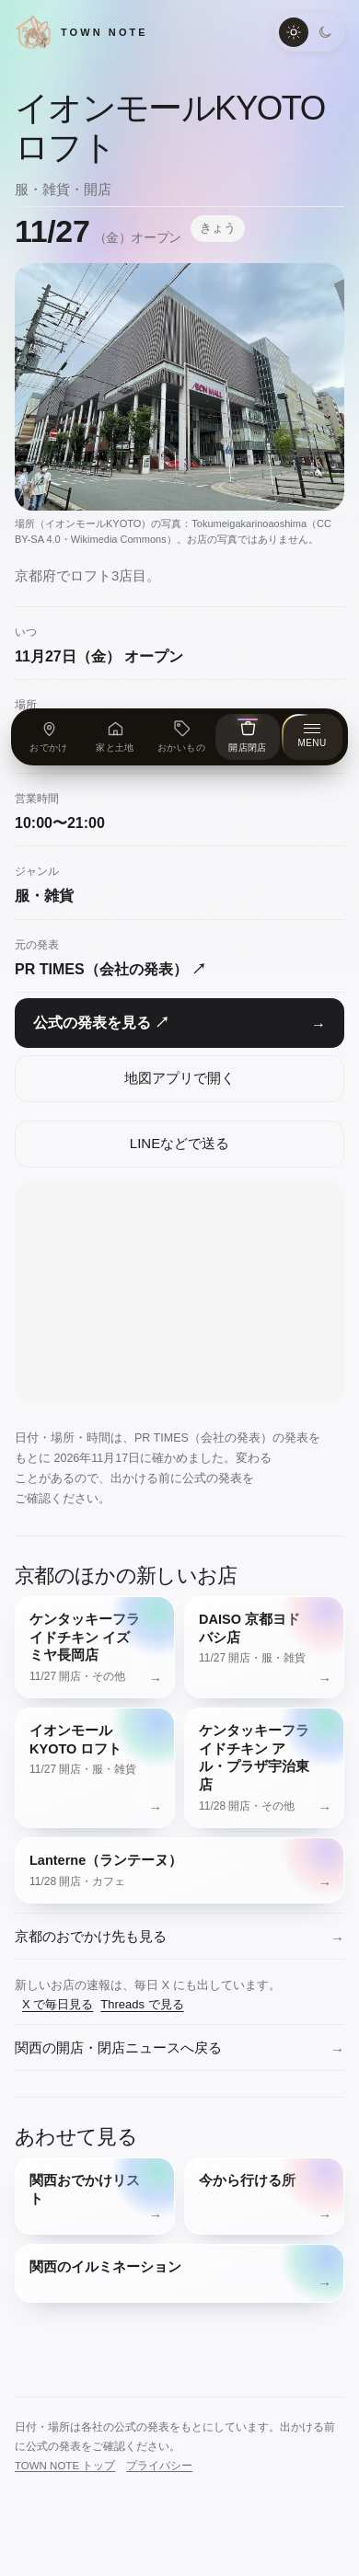 TOWN NOTE
イオンモールKYOTO
ロフト
服・雑貨・開店
11/27 （金）オープン きょう
AEON MALL
場所（イオンモールKYOTO）の写真：Tokumeigakarinoaoshima（CC
BY-SA 4.0・Wikimedia Commons）。お店の写真ではありません。
京都府でロフト3店目。
いつ
11月27日（金） オープン
場所
おでかけ 家と土地 おかいもの 開店閉店 MENU
営業時間
10:00〜21:00
ジャンル
服・雑貨
元の発表
PR TIMES（会社の発表） ↗
公式の発表を見る ↗ →
地図アプリで開く
LINEなどで送る
日付・場所・時間は、PR TIMES（会社の発表）の発表を
もとに 2026年11月17日に確かめました。変わる
ことがあるので、出かける前に公式の発表を
ご確認ください。
京都のほかの新しいお店
ケンタッキーフラ
イドチキン イズ
ミヤ長岡店
11/27 開店・その他 →
DAISO 京都ヨド
バシ店
11/27 開店・服・雑貨
→
イオンモール
KYOTO ロフト
11/27 開店・服・雑貨
→
ケンタッキーフラ
イドチキン ア
ル・プラザ宇治東
店
11/28 開店・その他 →
Lanterne（ランテーヌ）
11/28 開店・カフェ →
京都のおでかけ先も見る →
新しいお店の速報は、毎日 X にも出しています。
X で毎日見る Threads で見る
関西の開店・閉店ニュースへ戻る →
あわせて見る
関西おでかけリス
ト
→
今から行ける所
→
関西のイルミネーション
→
日付・場所は各社の公式の発表をもとにしています。出かける前
に公式の発表をご確認ください。
TOWN NOTE トップ プライバシー